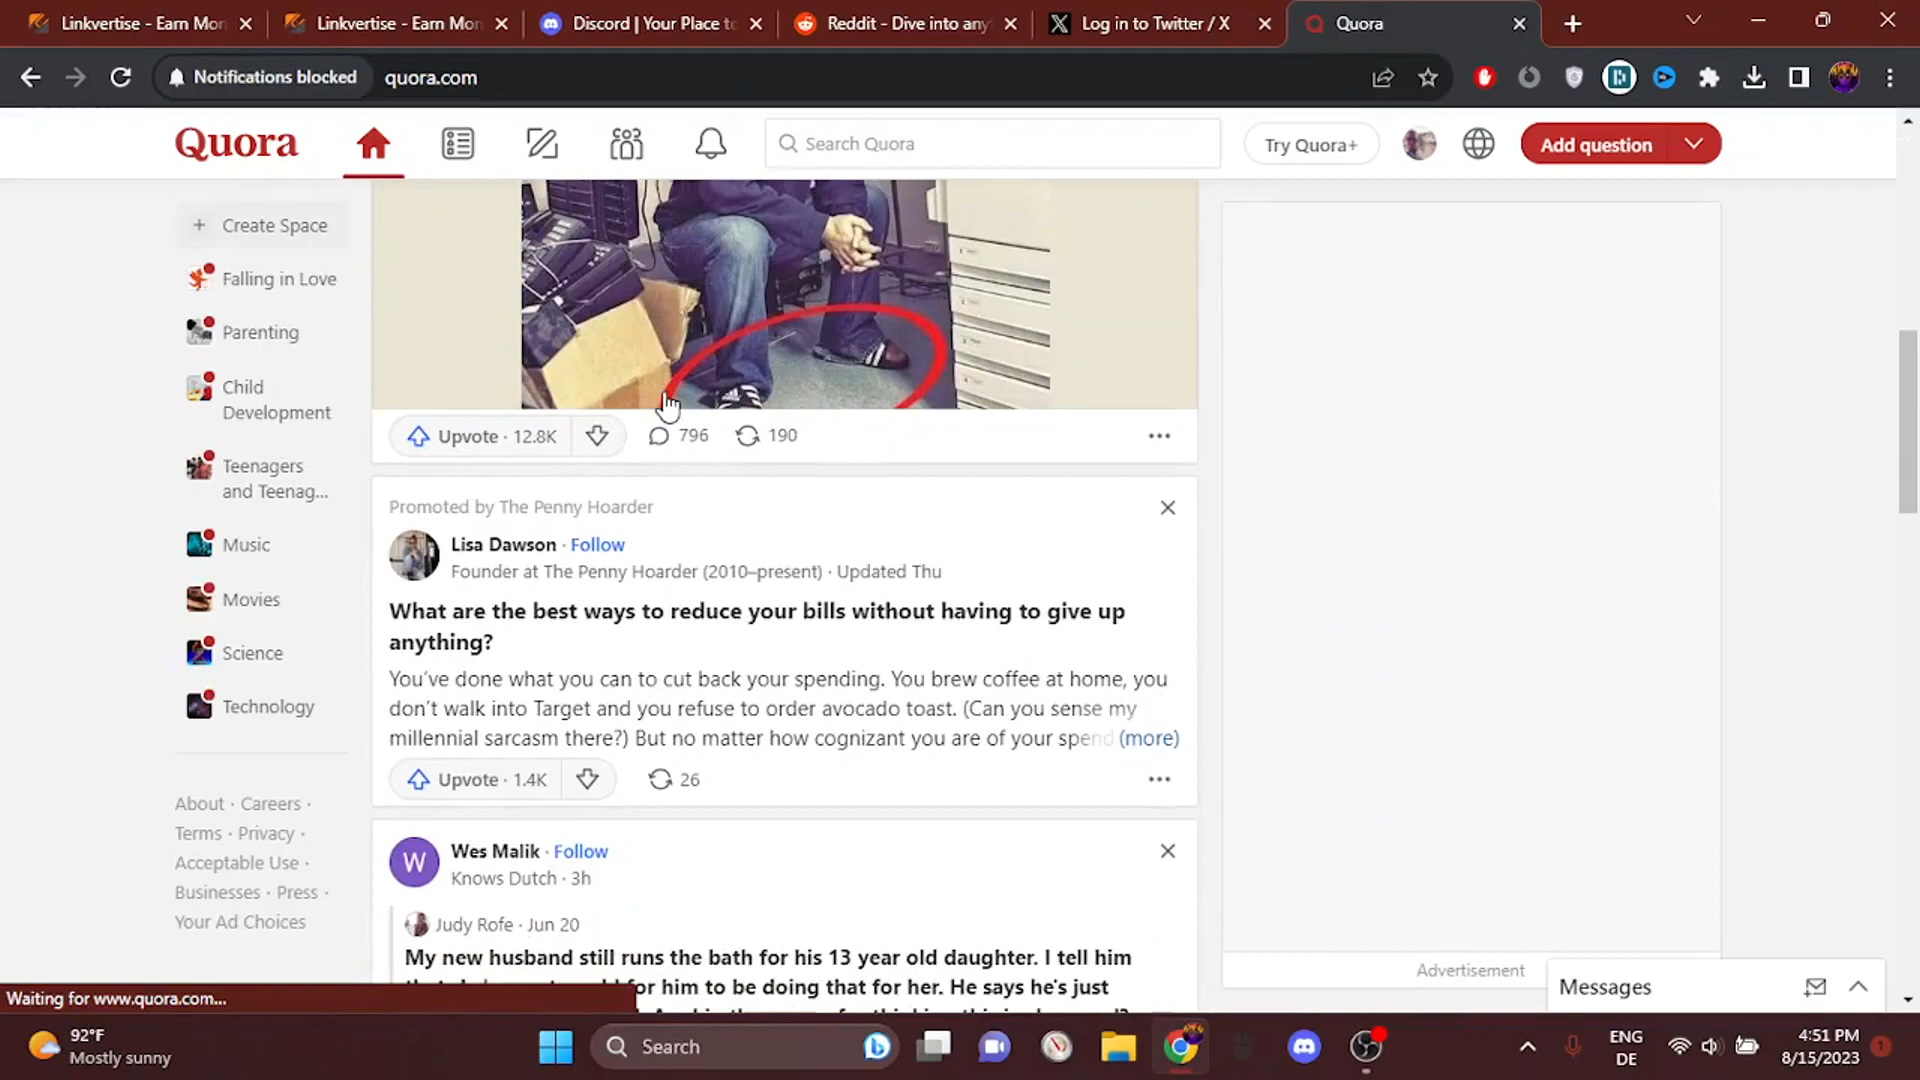 Linkvertise - Earn Mon
Linkvertise - Earn Mon
Discord | Your Place to
Reddit - Dive into any
Log in to Twitter / X
Quora
Notifications blocked
quora.com
Quora
Search Quora
Try Quora+
Add question
+ Create Space
Falling in Love
Parenting
Child
Development
Teenagers
and Teenag...
Music
Movies
Science
Technology
About · Careers ·
Terms · Privacy ·
Acceptable Use ·
Businesses · Press ·
Your Ad Choices
Upvote · 12.8K
796
190
Promoted by The Penny Hoarder
Lisa Dawson · Follow
Founder at The Penny Hoarder (2010–present) · Updated Thu
What are the best ways to reduce your bills without having to give up
anything?
You've done what you can to cut back your spending. You brew coffee at home, you
don't walk into Target and you refuse to order avocado toast. (Can you sense my
millennial sarcasm there?) But no matter how cognizant you are of your spend (more)
Upvote · 1.4K
26
W
Wes Malik · Follow
Knows Dutch · 3h
Judy Rofe · Jun 20
My new husband still runs the bath for his 13 year old daughter. I tell him
for him to be doing that for her. He says he's just
Advertisement
Messages
Waiting for www.quora.com...
92°F
Mostly sunny
Search
ENG
DE
4:51 PM
8/15/2023
1